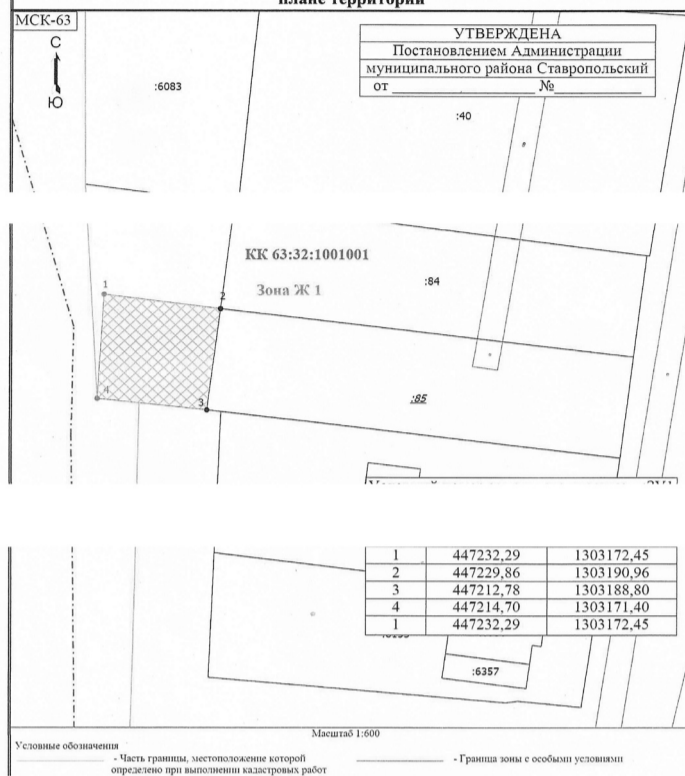 плане территории
МСК-63
С
Ю
УТВЕРЖДЕНА
Постановлением Администрации
муниципального района Ставропольский
от ________________ №__________
:6083
:40
КК 63:32:1001001
Зона Ж 1
:84
1
2
:85
4
3
1 447232,29 1303172,45
2 447229,86 1303190,96
3 447212,78 1303188,80
4 447214,70 1303171,40
1 447232,29 1303172,45
:6357
Масштаб 1:600
Условные обозначения
- Часть границы, местоположение которой
определено при выполнении кадастровых работ
- Граница зоны с особыми условиями